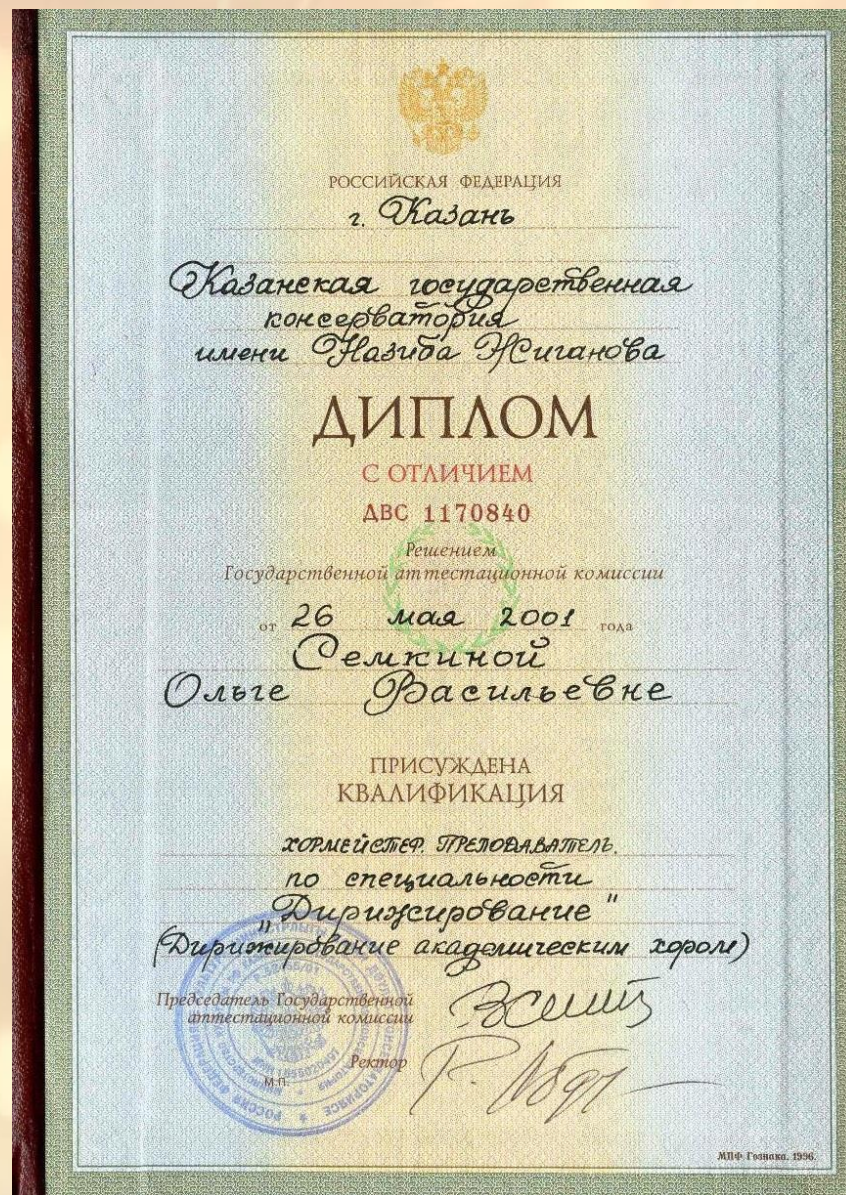 РОССИЙСКАЯ ФЕДЕРАЦИЯ
г. Казань
Казанская государственная
консерватория
имени Назиба Жиганова
ДИПЛОМ
С ОТЛИЧИЕМ
ДВС 1170840
Решением
Государственной аттестационной комиссии
от 26 мая 2001 года
Семкиной
Ольге Васильевне
ПРИСУЖДЕНА
КВАЛИФИКАЦИЯ
ХОРМЕЙСТЕР. ПРЕПОДАВАТЕЛЬ.
по специальности
"Дирижирование"
(Дирижирование академическим хором)
Председатель Государственной
аттестационной комиссии
Ректор
М.П.
МПФ Гознака. 1996.